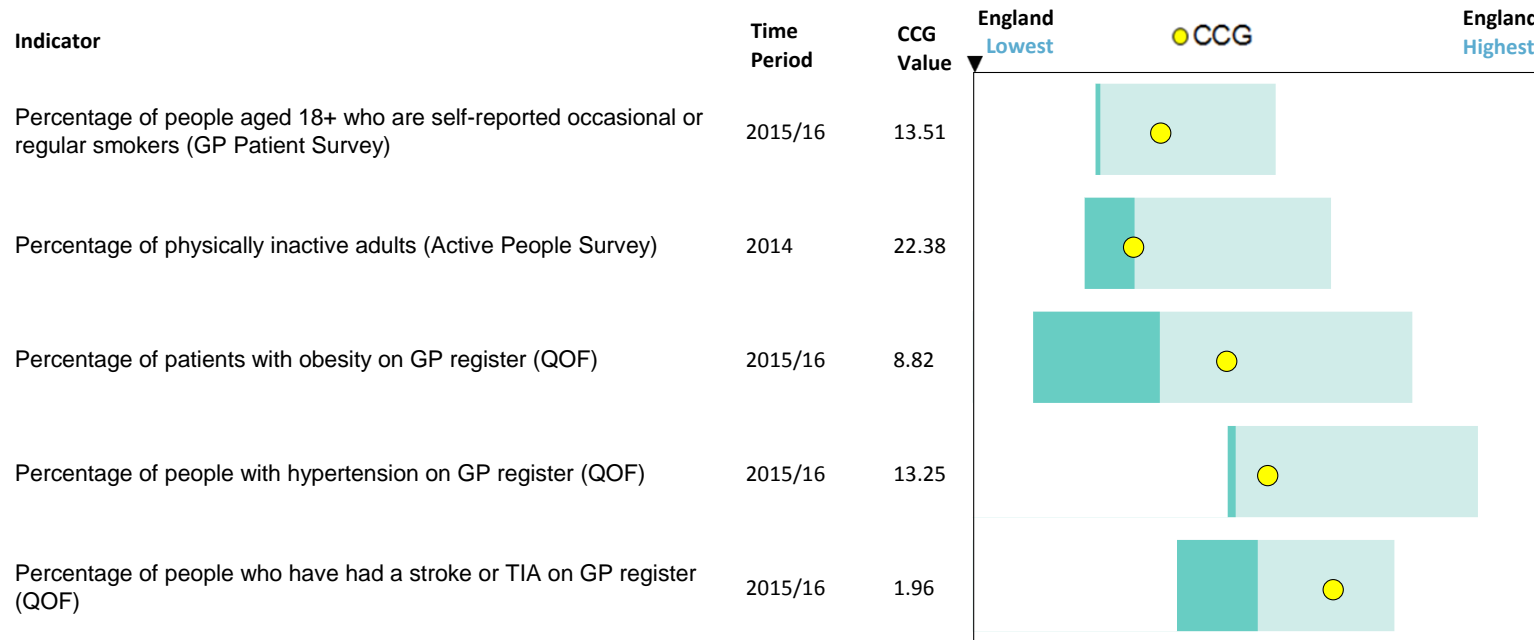 Indicator
Time
Period
CCG
Value
England
Lowest
CCG
England
Highest
Percentage of people aged 18+ who are self-reported occasional or
regular smokers (GP Patient Survey)
2015/16
13.51
Percentage of physically inactive adults (Active People Survey)
2014
22.38
Percentage of patients with obesity on GP register (QOF)
2015/16
8.82
Percentage of people with hypertension on GP register (QOF)
2015/16
13.25
Percentage of people who have had a stroke or TIA on GP register
(QOF)
2015/16
1.96